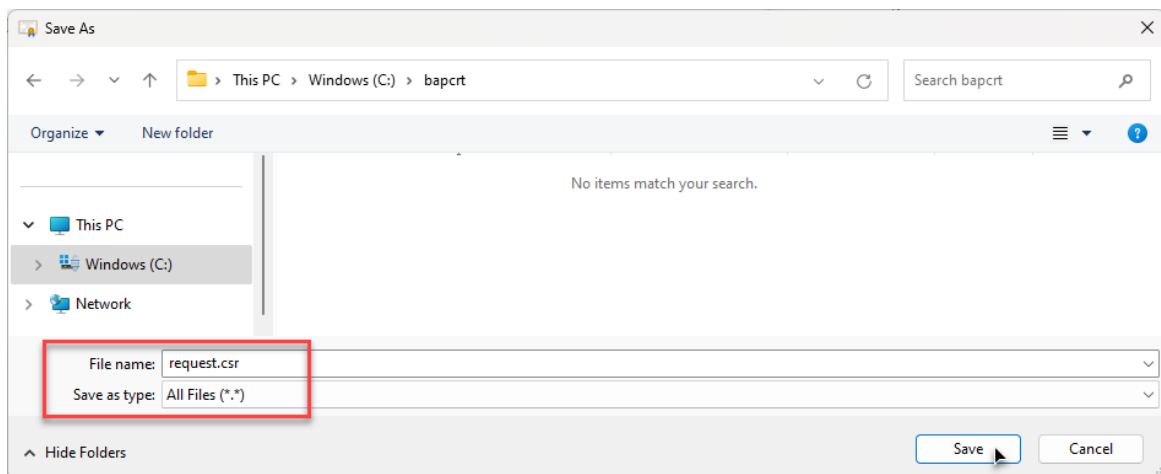 Save As
This PC > Windows (C:) > bapcrt
Search bapcrt
Organize
New folder
No items match your search.
This PC
Windows (C:)
Network
File name: request.csr
Save as type: All Files (*.*)
Hide Folders
Save
Cancel